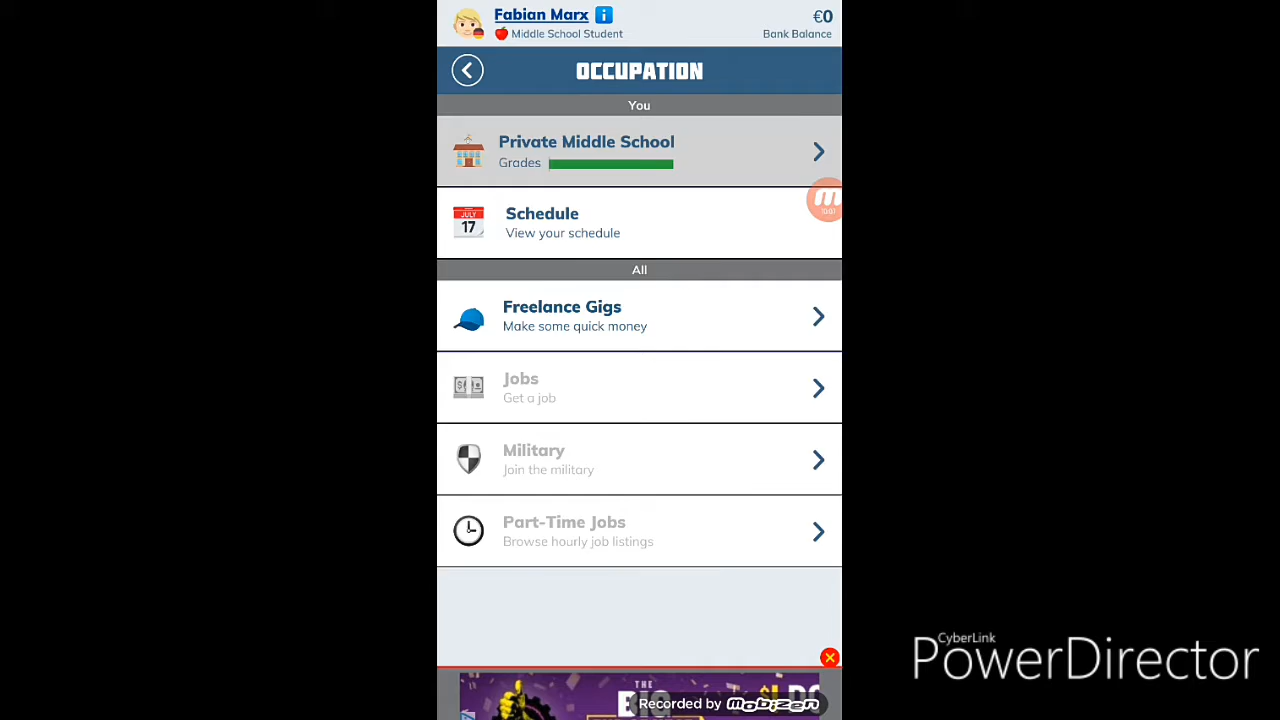 Fabian Marx
€0
Middle School Student
Bank Balance
OCCUPATION
You
Private Middle School
Grades
JULY
17
Schedule
View your schedule
All
Freelance Gigs
Make some quick money
Jobs
Get a job
Military
Join the military
Part-Time Jobs
Browse hourly job listings
CyberLink
PowerDirector
THE
BIG
Recorded by mobizen